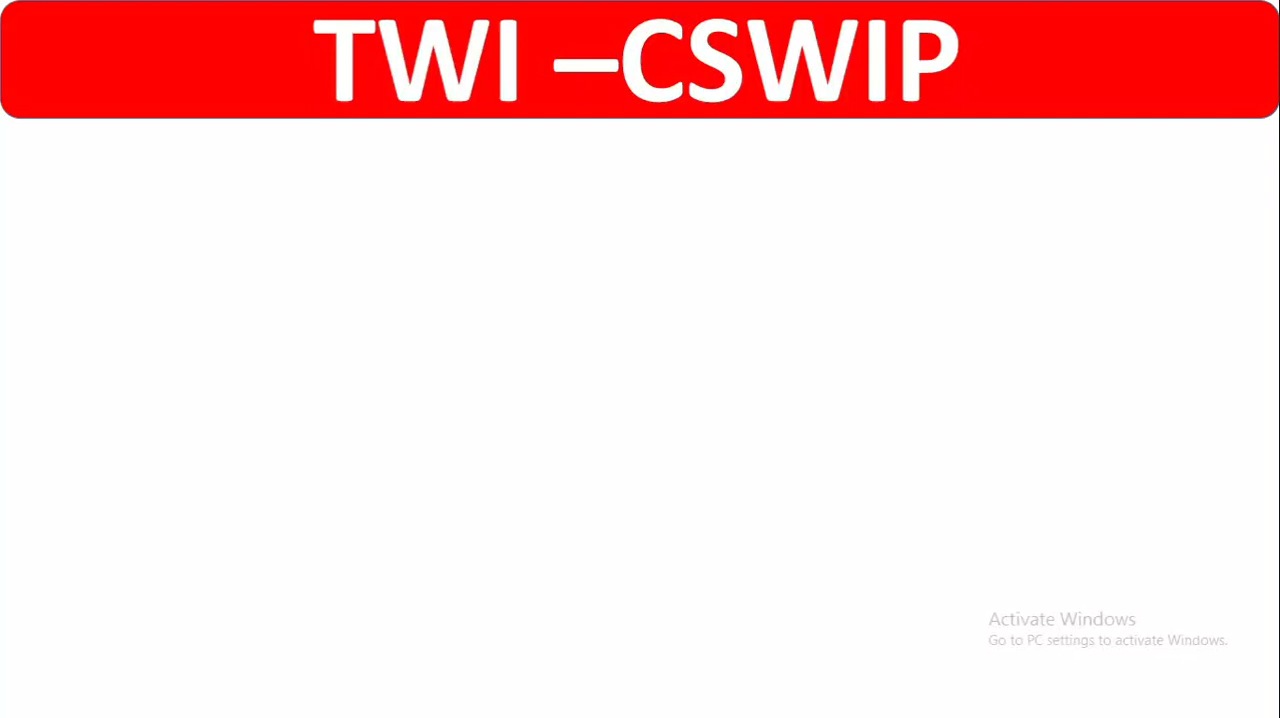 TWI –CSWIP
Activate Windows
Go to PC settings to activate Windows.